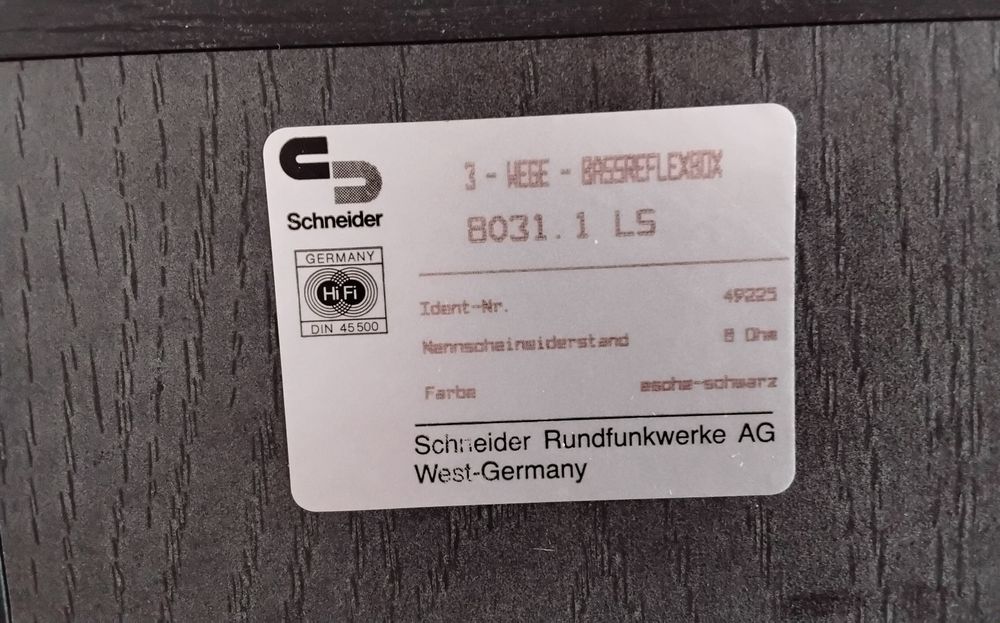 Schneider
GERMANY
Hi Fi
DIN 45500
3 - WEGE - BASSREFLEXBOX
8031.1 LS
Ident-Nr. 49225
Nennscheinwiderstand 8 Ohm
Farbe esche-schwarz
Schneider Rundfunkwerke AG
West-Germany